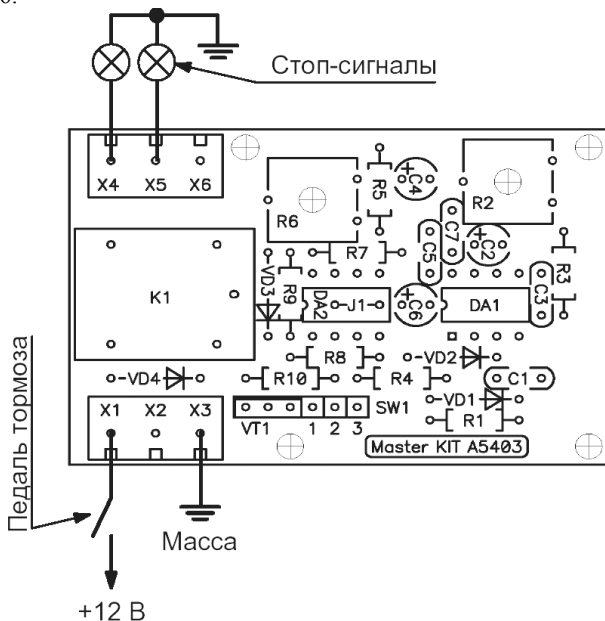 Стоп-сигналы
X4 X5 X6
R6
R5
C4
R2
C7
C5
C2
R7
R3
K1
VD3
R9
DA2
J1
C6
DA1
C3
R8
VD2
VD4
R10
R4
C1
VD1
X1 X2 X3
SW1
R1
VT1 1 2 3
Master KIT A5403
Педаль тормоза
Масса
+12 В